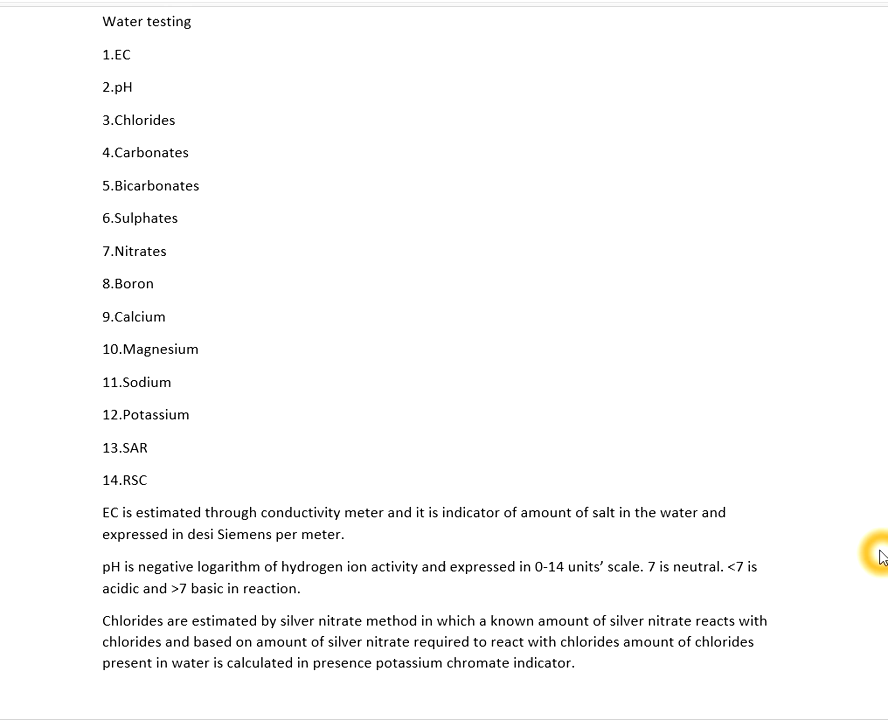 Water testing
1.EC
2.pH
3.Chlorides
4.Carbonates
5.Bicarbonates
6.Sulphates
7.Nitrates
8.Boron
9.Calcium
10.Magnesium
11.Sodium
12.Potassium
13.SAR
14.RSC
EC is estimated through conductivity meter and it is indicator of amount of salt in the water and
expressed in desi Siemens per meter.
pH is negative logarithm of hydrogen ion activity and expressed in 0-14 units’ scale. 7 is neutral. <7 is
acidic and >7 basic in reaction.
Chlorides are estimated by silver nitrate method in which a known amount of silver nitrate reacts with
chlorides and based on amount of silver nitrate required to react with chlorides amount of chlorides
present in water is calculated in presence potassium chromate indicator.